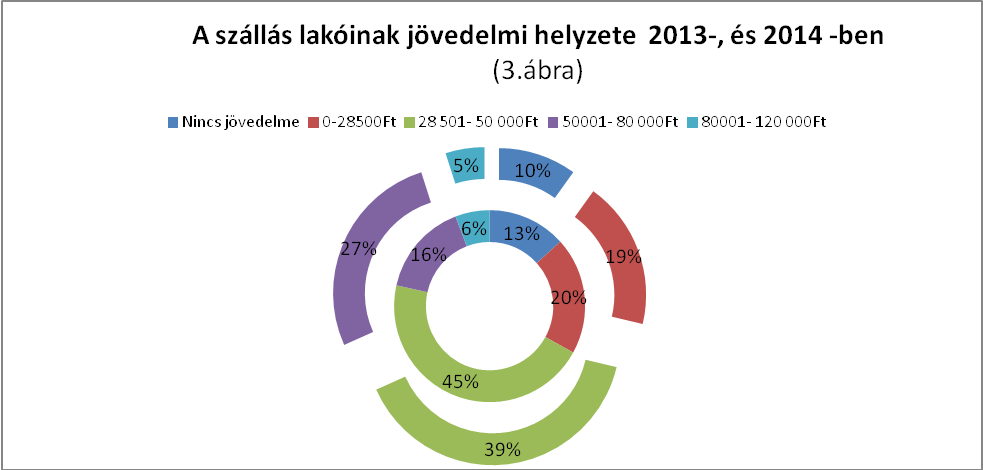 A szállás lakóinak jövedelmi helyzete 2013-, és 2014 -ben
(3.ábra)
Nincs jövedelme 0-28500Ft 28 501- 50 000Ft 50001- 80 000Ft 80001- 120 000Ft
5% 10%
6% 13%
27% 16% 19%
20%
45%
39%